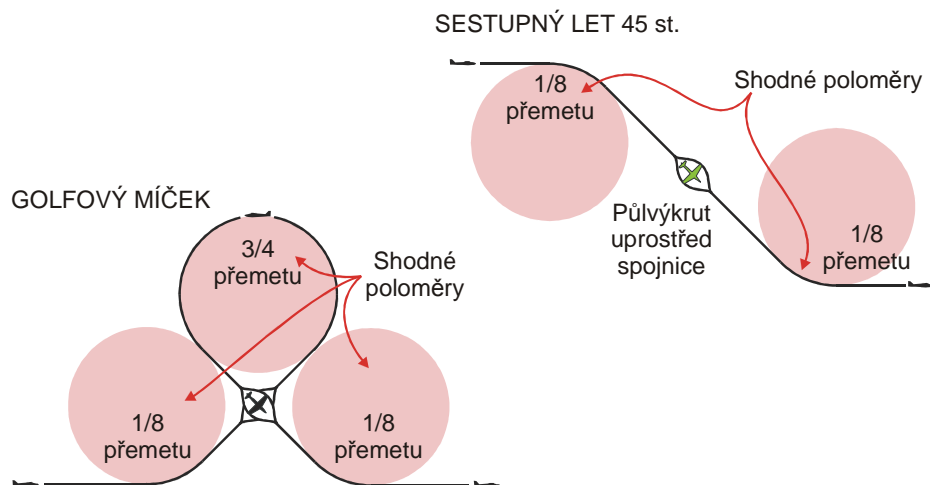 SESTUPNÝ LET 45 st.
1/8
přemetu
Shodné poloměry
Půlvýkrut
uprostřed
spojnice
1/8
přemetu
GOLFOVÝ MÍČEK
3/4
přemetu
Shodné
poloměry
1/8
přemetu
1/8
přemetu